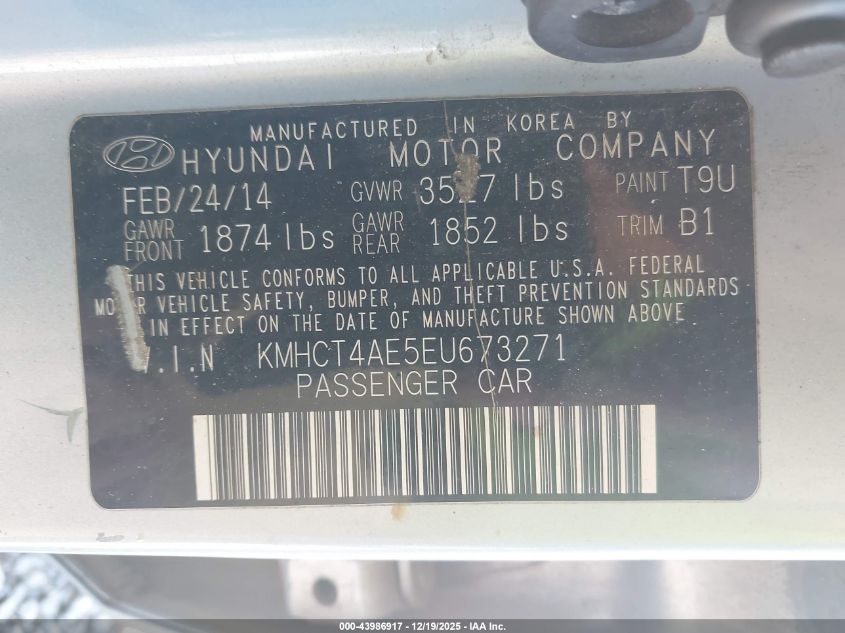 MANUFACTURED IN KOREA BY
HYUNDAI MOTOR COMPANY
FEB/24/14 GVWR lbs PAINT T9U
GAWR FRONT 1874 lbs GAWR REAR 1852 lbs TRIM B1
THIS VEHICLE CONFORMS TO ALL APPLICABLE U.S.A. FEDERAL
MOTOR VEHICLE SAFETY, BUMPER, AND THEFT PREVENTION STANDARDS
IN EFFECT ON THE DATE OF MANUFACTURE SHOWN ABOVE
V.I.N KMHCT4AE5EU673271
PASSENGER CAR
000-43986917 - 12/19/2025 - IAA Inc.